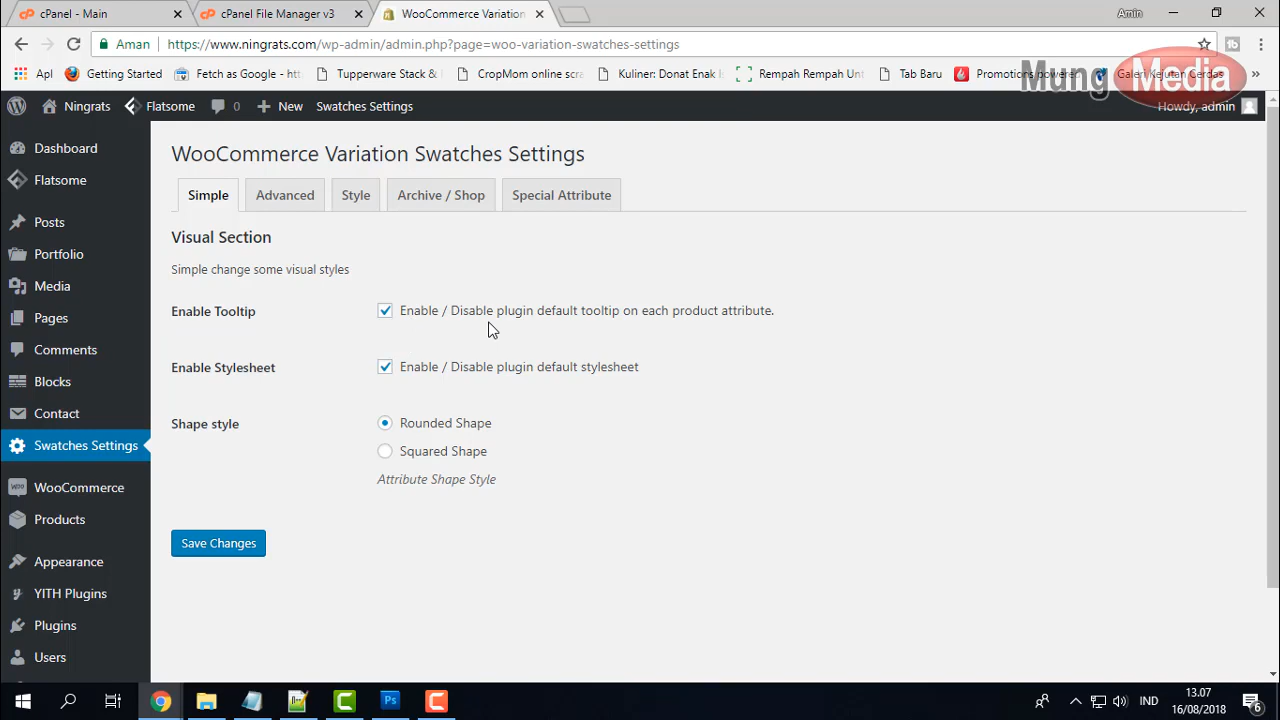 cPanel - Main
cPanel File Manager v3
WooCommerce Variation
Amin
Aman
https://www.ningrats.com/wp-admin/admin.php?page=woo-variation-swatches-settings
Apl
Getting Started
Fetch as Google - htt
Tupperware Stack &
CropMom online scra
Kuliner: Donat Enak I
Rempah Rempah Unt
Tab Baru
Promotions powere
Galeri Kejutan Cerdas
»
Mung Media
Ningrats
Flatsome
0
New
Swatches Settings
Howdy, admin
Dashboard
Flatsome
Posts
Portfolio
Media
Pages
Comments
Blocks
Contact
Swatches Settings
WooCommerce
Products
Appearance
YITH Plugins
Plugins
Users
WooCommerce Variation Swatches Settings
Simple
Advanced
Style
Archive / Shop
Special Attribute
Visual Section
Simple change some visual styles
Enable Tooltip
Enable / Disable plugin default tooltip on each product attribute.
Enable Stylesheet
Enable / Disable plugin default stylesheet
Shape style
Rounded Shape
Squared Shape
Attribute Shape Style
Save Changes
Ps
IND
13.07
16/08/2018
6